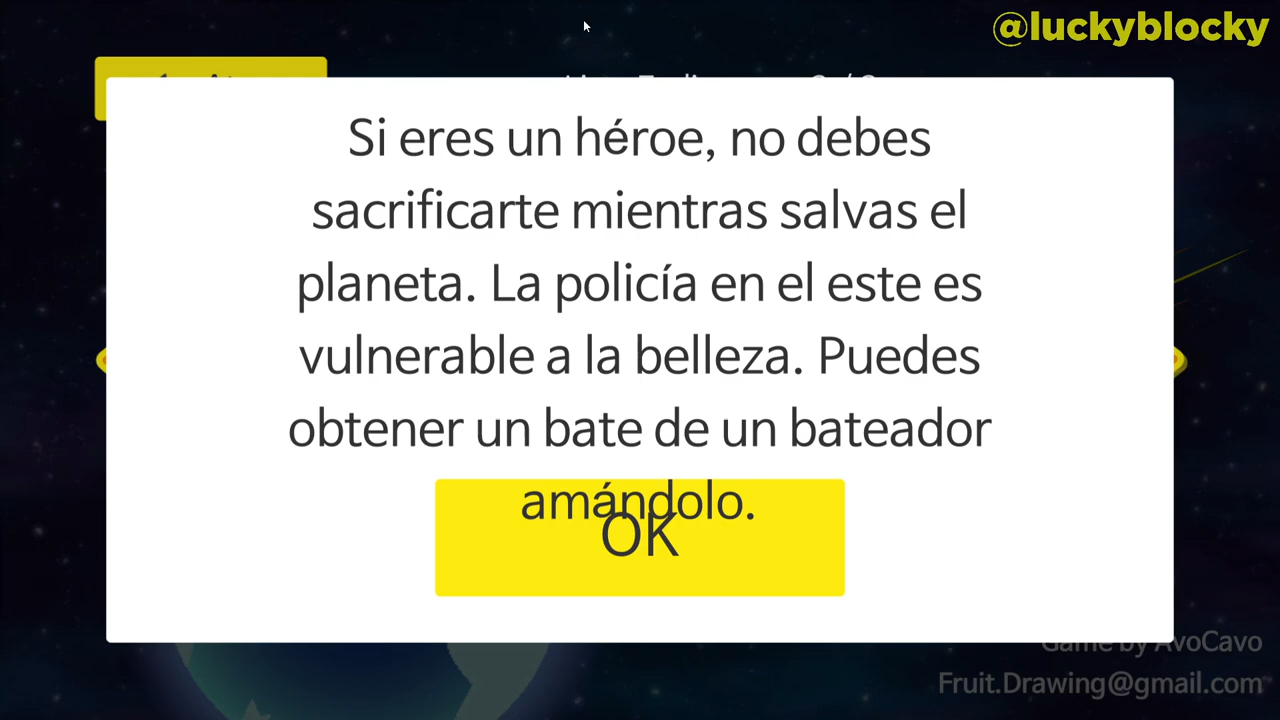 @luckyblocky
Si eres un héroe, no debes
sacrificarte mientras salvas el
planeta. La policía en el este es
vulnerable a la belleza. Puedes
obtener un bate de un bateador
amándolo.
OK
Game by AvoCavo
Fruit.Drawing@gmail.com